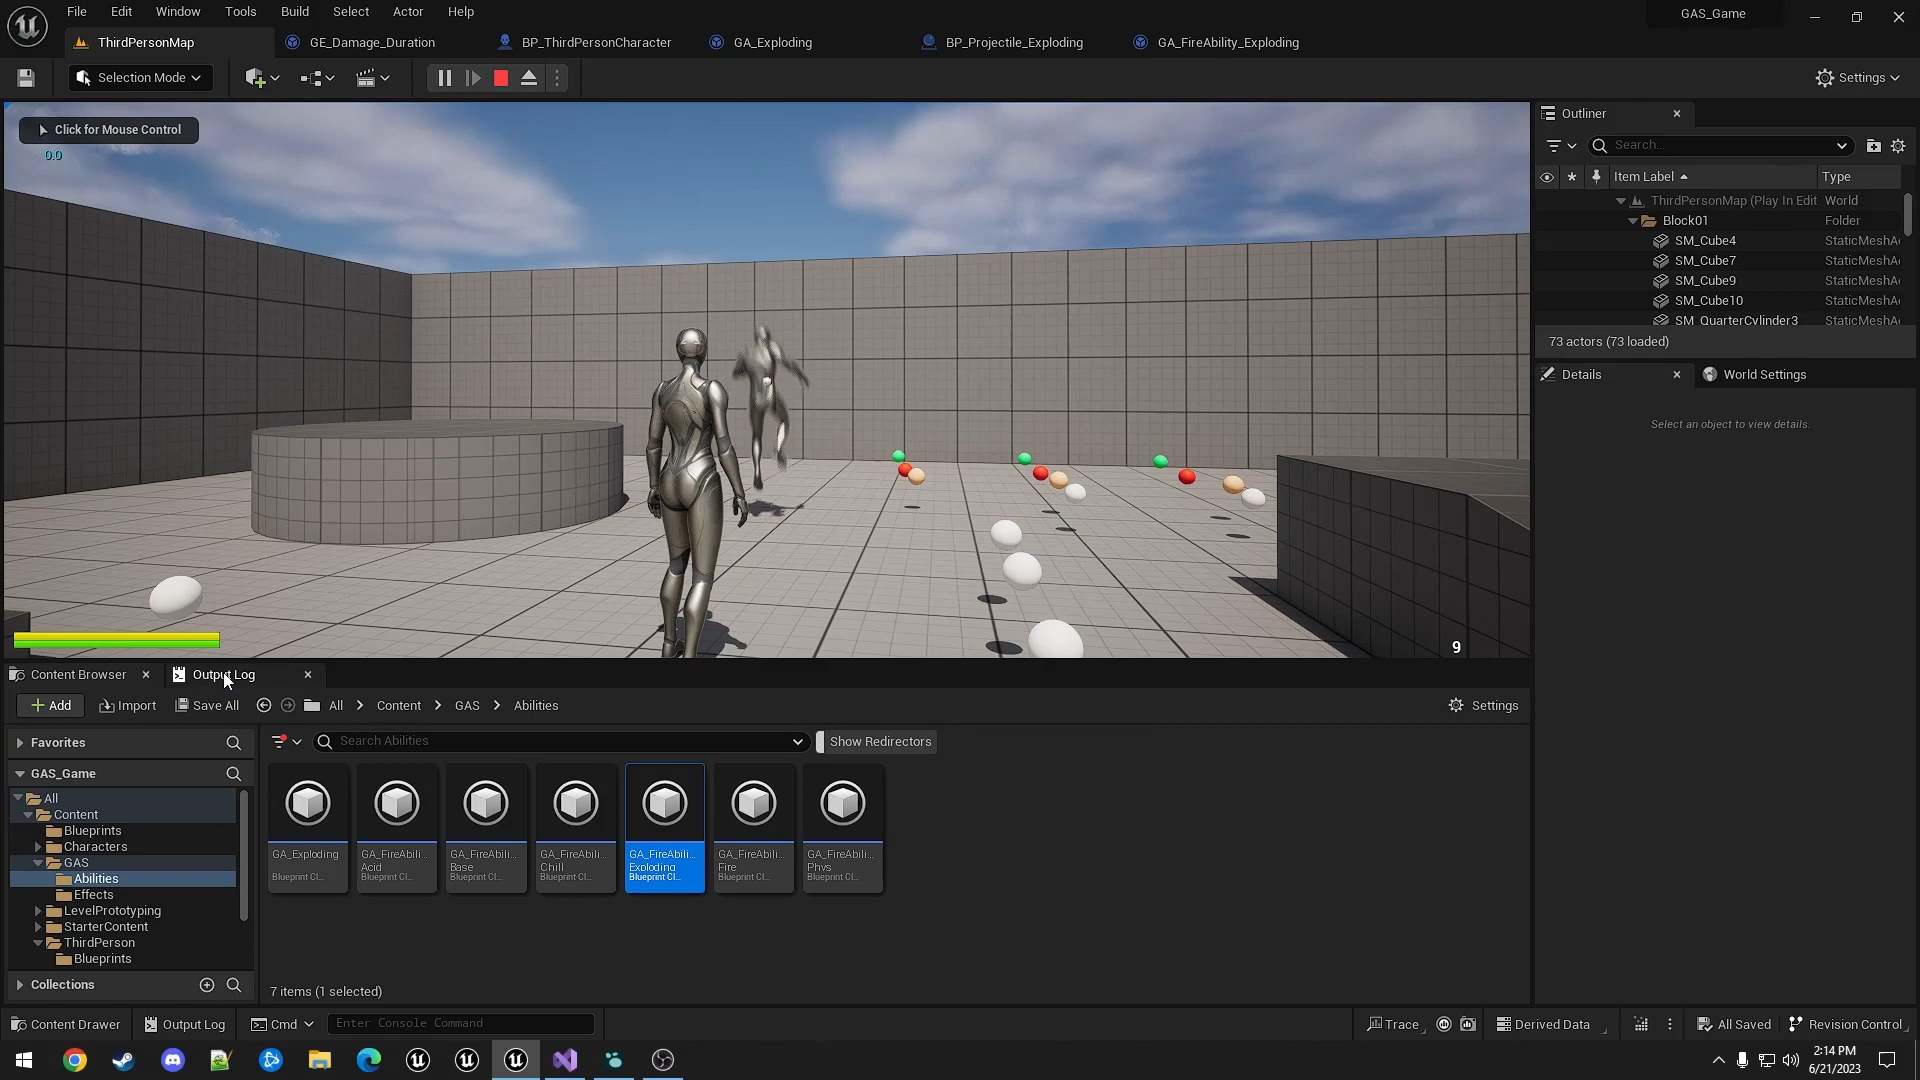 File Edit Window Tools Build Select Actor Help
GAS_Game
ThirdPersonMap
GE_Damage_Duration
BP_ThirdPersonCharacter
GA_Exploding
BP_Projectile_Exploding
GA_FireAbility_Exploding
Selection Mode
Settings
Click for Mouse Control
0.0
9
Outliner
Search...
Item Label
Type
ThirdPersonMap (Play In Edit World
Block01 Folder
SM_Cube4 StaticMeshA
SM_Cube7 StaticMeshA
SM_Cube9 StaticMeshA
SM_Cube10 StaticMeshA
SM_QuarterCylinder3 StaticMeshA
73 actors (73 loaded)
Details
World Settings
Select an object to view details.
Content Browser
Output Log
Add
Import
Save All
All
Content
GAS
Abilities
Settings
Favorites
Search Abilities
Show Redirectors
GAS_Game
All
Content
Blueprints
Characters
GAS
Abilities
Effects
LevelPrototyping
StarterContent
ThirdPerson
Blueprints
Collections
GA_Exploding
Blueprint Cl...
GA_FireAbili...
Acid
Blueprint Cl...
GA_FireAbili...
Base
Blueprint Cl...
GA_FireAbili...
Chill
Blueprint Cl...
GA_FireAbili...
Exploding
Blueprint Cl...
GA_FireAbili...
Fire
Blueprint Cl...
GA_FireAbili...
Phys
Blueprint Cl...
7 items (1 selected)
Content Drawer
Output Log
Cmd
Enter Console Command
Trace
Derived Data
All Saved
Revision Control
2:14 PM
6/21/2023